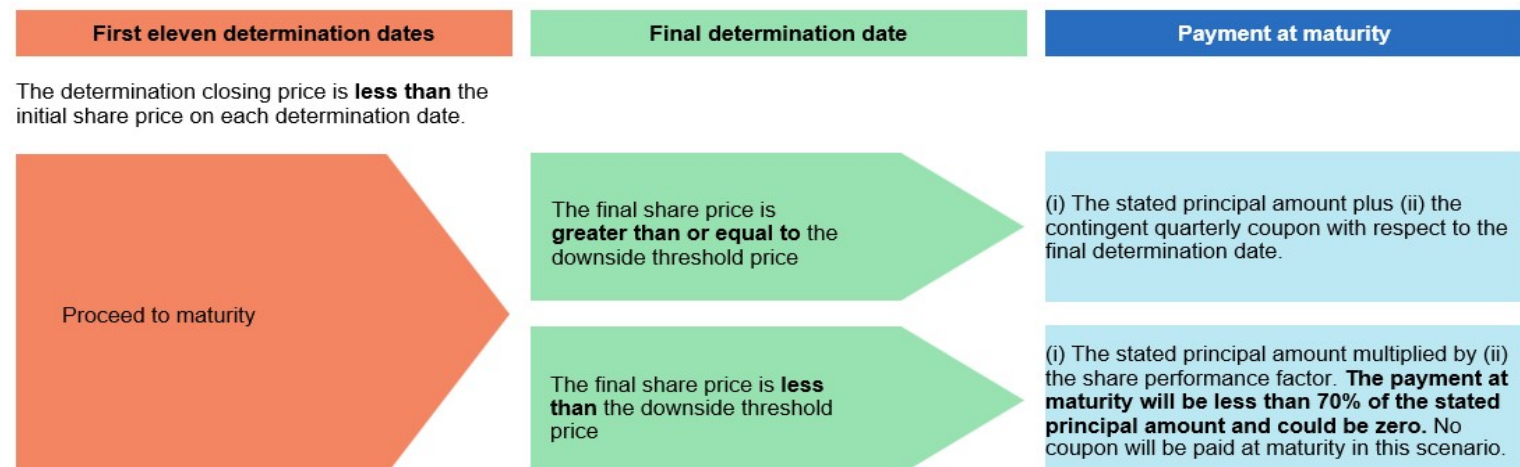 First eleven determination dates
Final determination date
Payment at maturity
The determination closing price is less than the
initial share price on each determination date.
Proceed to maturity
The final share price is
greater than or equal to the
downside threshold price
(i) The stated principal amount plus (ii) the
contingent quarterly coupon with respect to the
final determination date.
The final share price is less
than the downside threshold
price
(i) The stated principal amount multiplied by (ii)
the share performance factor. The payment at
maturity will be less than 70% of the stated
principal amount and could be zero. No
coupon will be paid at maturity in this scenario.